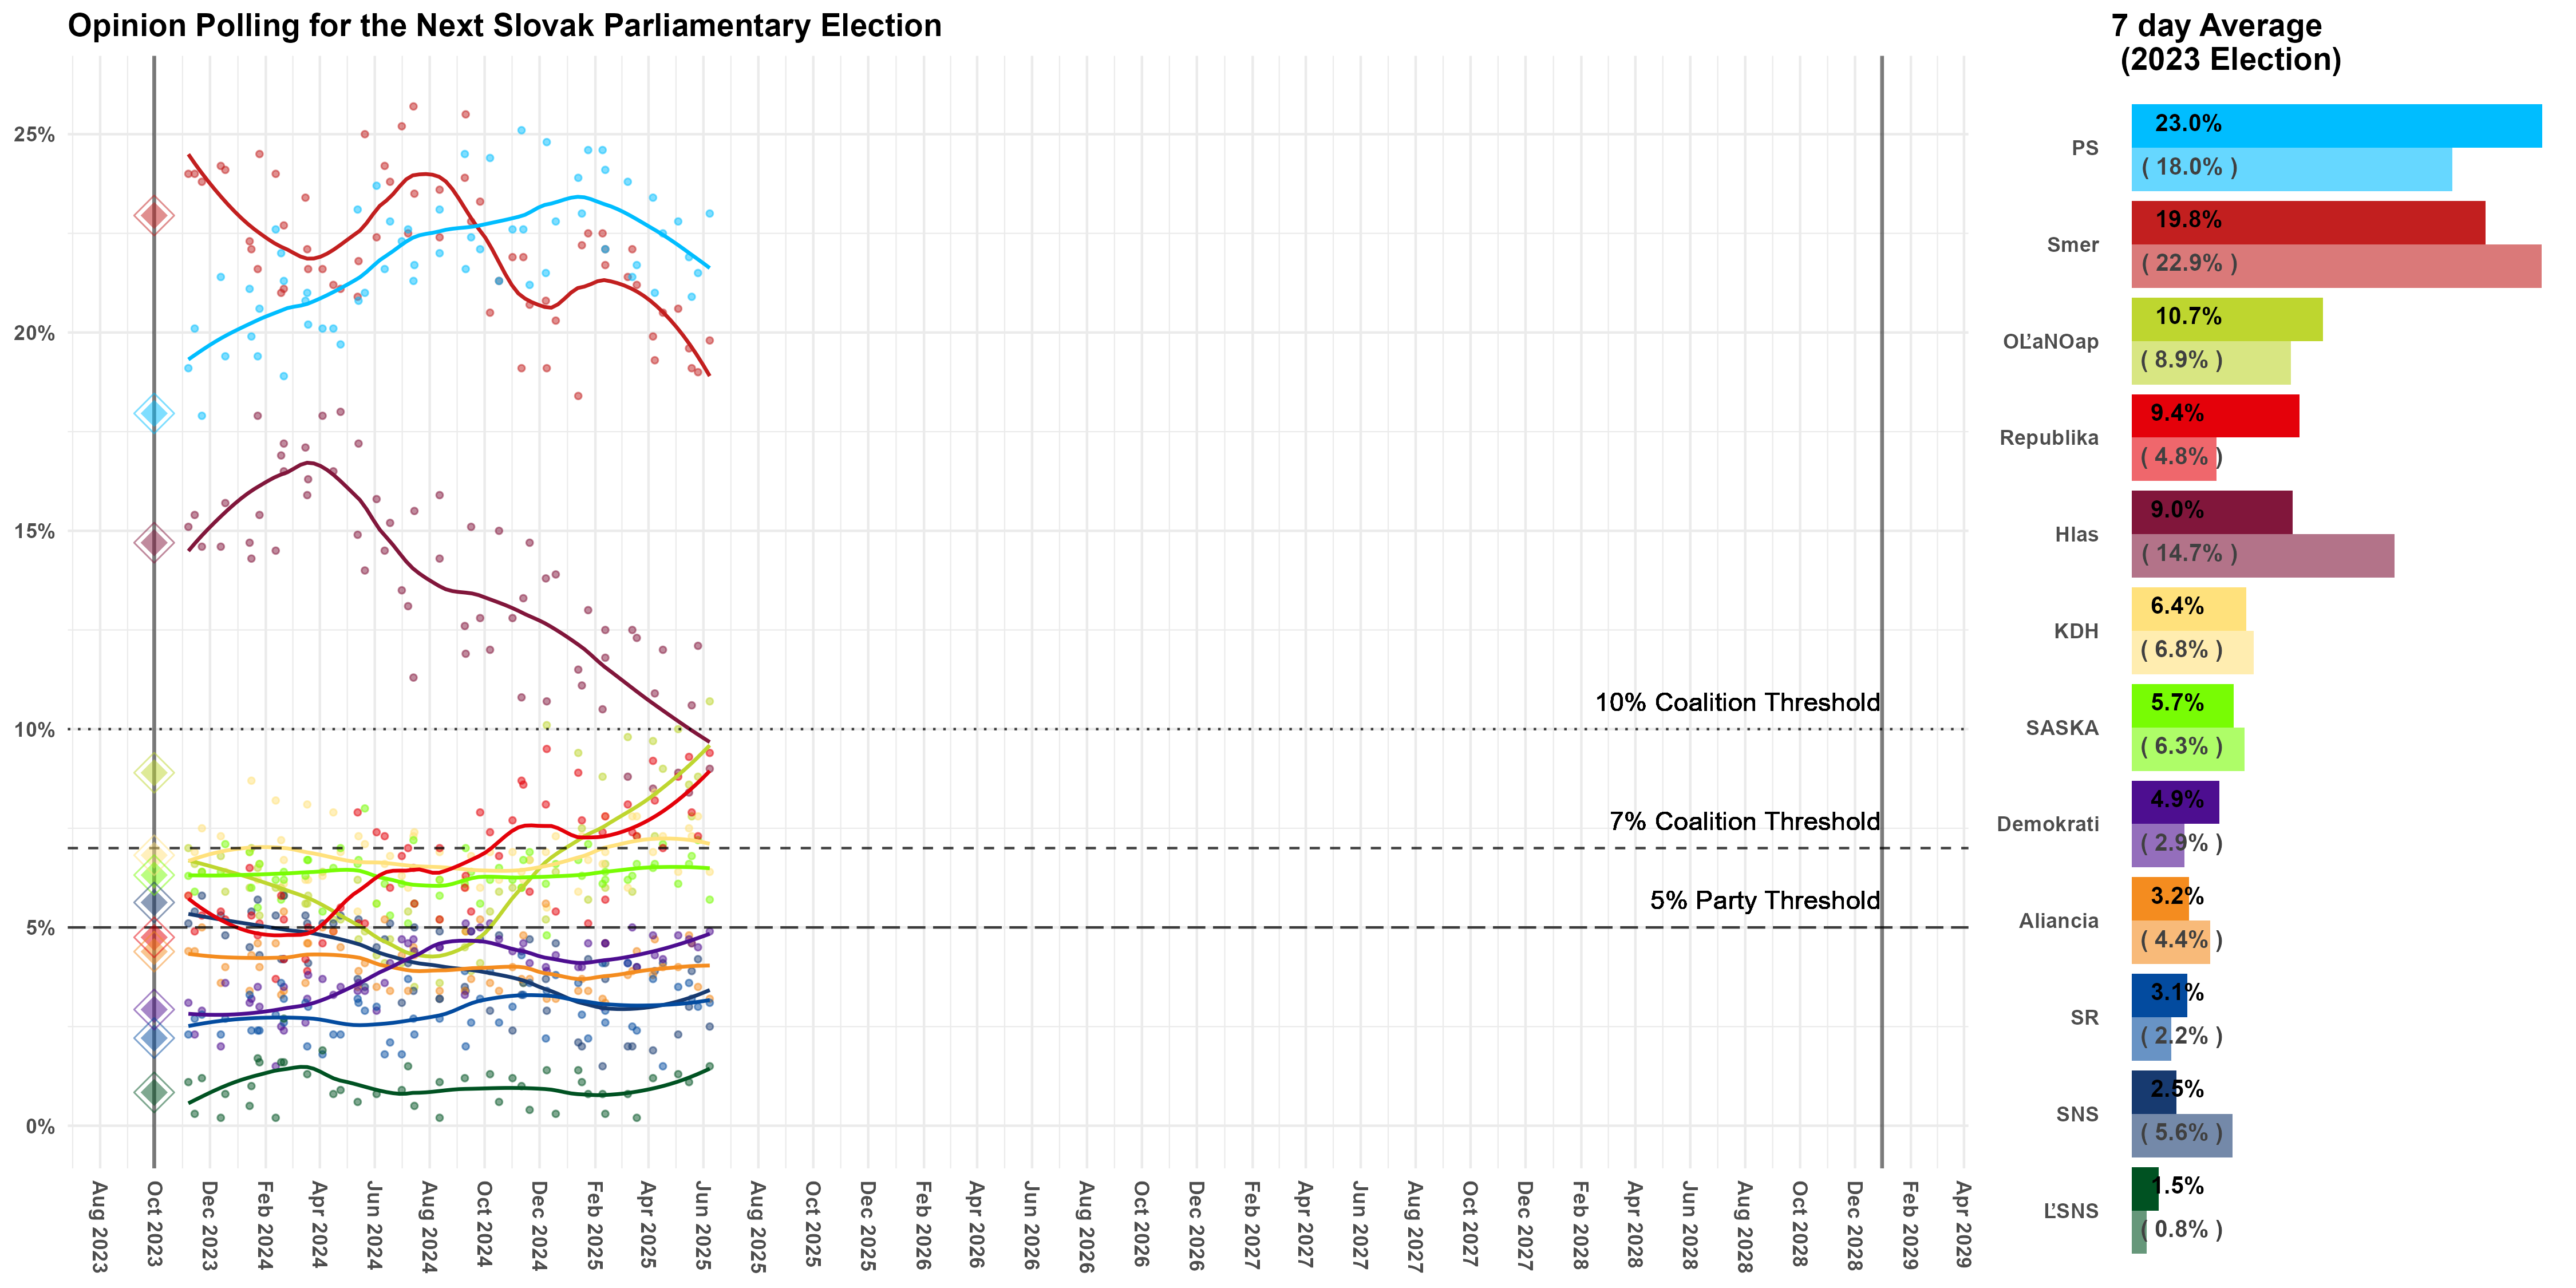 Opinion Polling for the Next Slovak Parliamentary Election
25%
20%
15%
10%
5%
0%
10% Coalition Threshold
7% Coalition Threshold
5% Party Threshold
Aug 2023
Oct 2023
Dec 2023
Feb 2024
Apr 2024
Jun 2024
Aug 2024
Oct 2024
Dec 2024
Feb 2025
Apr 2025
Jun 2025
Aug 2025
Oct 2025
Dec 2025
Feb 2026
Apr 2026
Jun 2026
Aug 2026
Oct 2026
Dec 2026
Feb 2027
Apr 2027
Jun 2027
Aug 2027
Oct 2027
Dec 2027
Feb 2028
Apr 2028
Jun 2028
Aug 2028
Oct 2028
Dec 2028
Feb 2029
Apr 2029
7 day Average
(2023 Election)
PS
23.0%
( 18.0% )
Smer
19.8%
( 22.9% )
OĽaNOap
10.7%
( 8.9% )
Republika
9.4%
( 4.8% )
Hlas
9.0%
( 14.7% )
KDH
6.4%
( 6.8% )
SASKA
5.7%
( 6.3% )
Demokrati
4.9%
( 2.9% )
Aliancia
3.2%
( 4.4% )
SR
3.1%
( 2.2% )
SNS
2.5%
( 5.6% )
ĽSNS
1.5%
( 0.8% )